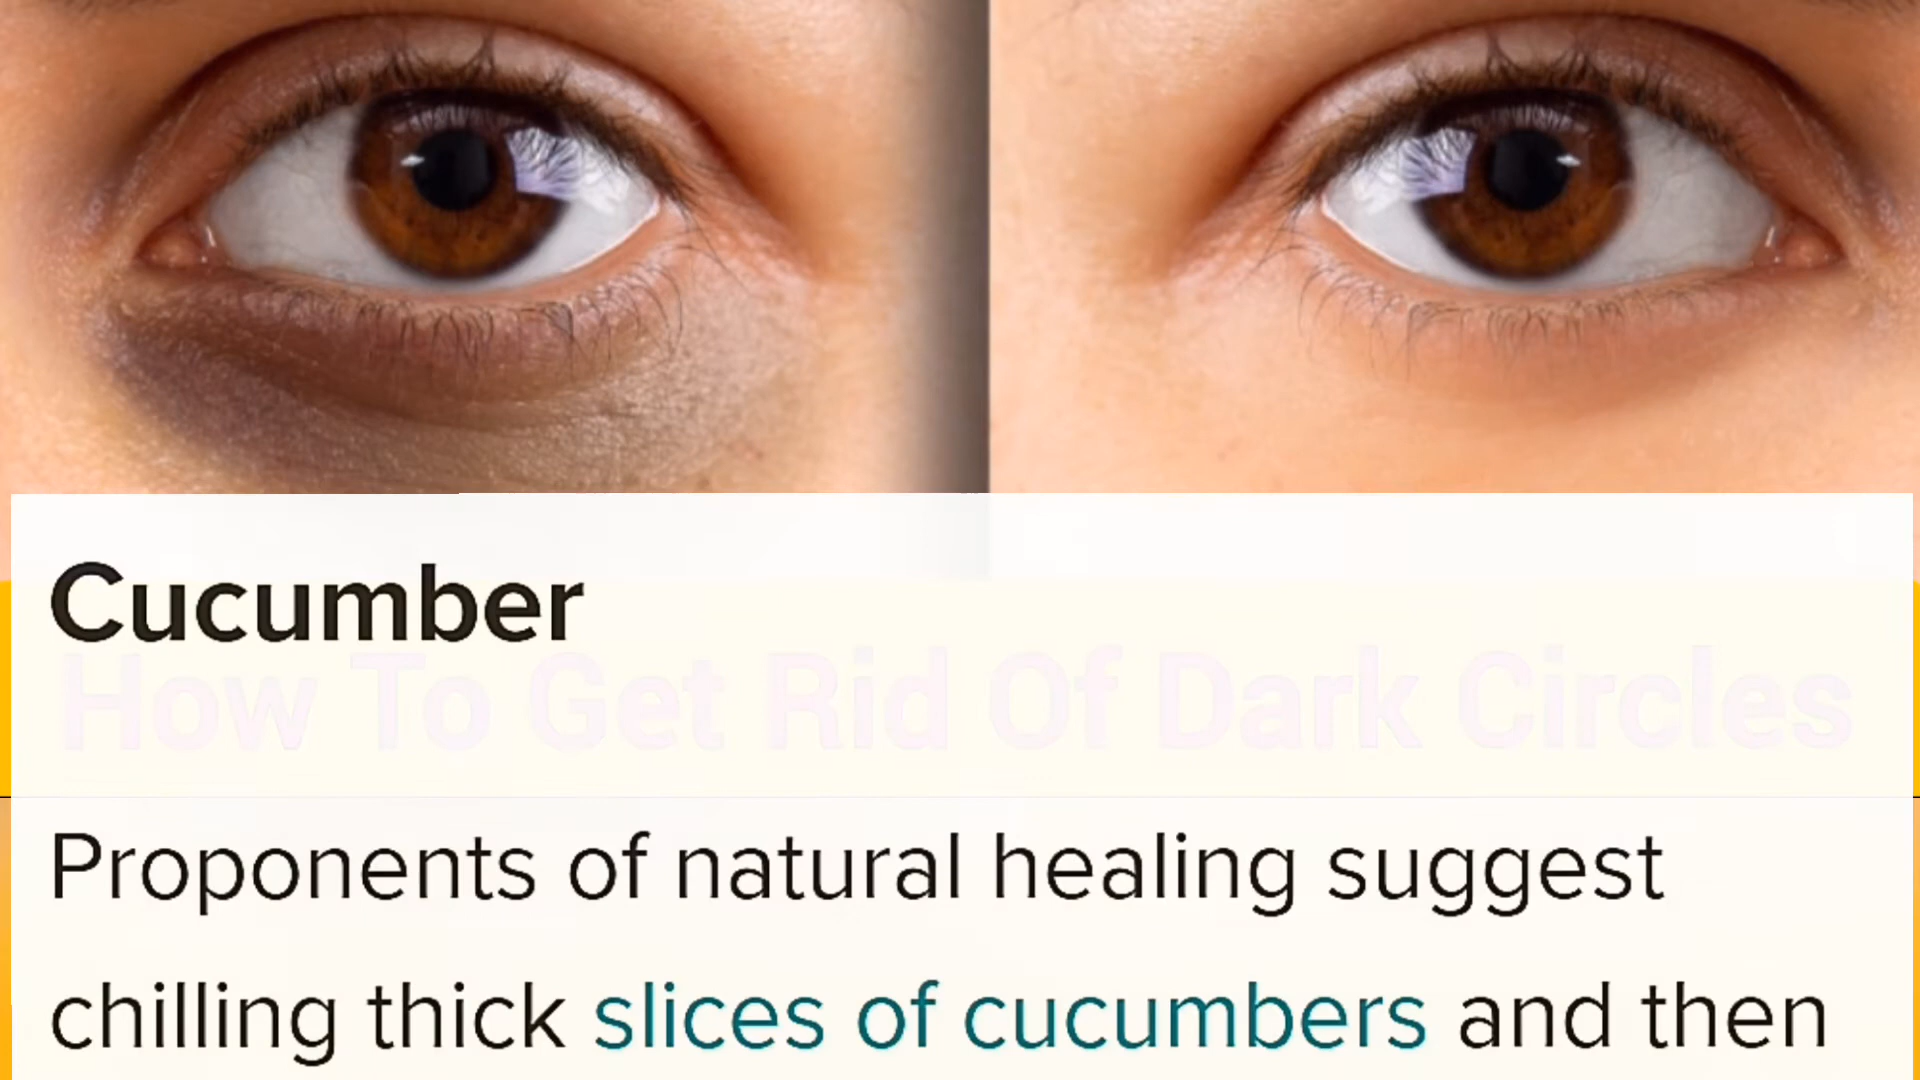 Cucumber
How To Get Rid Of Dark Circles
Proponents of natural healing suggest
chilling thick slices of cucumbers and then